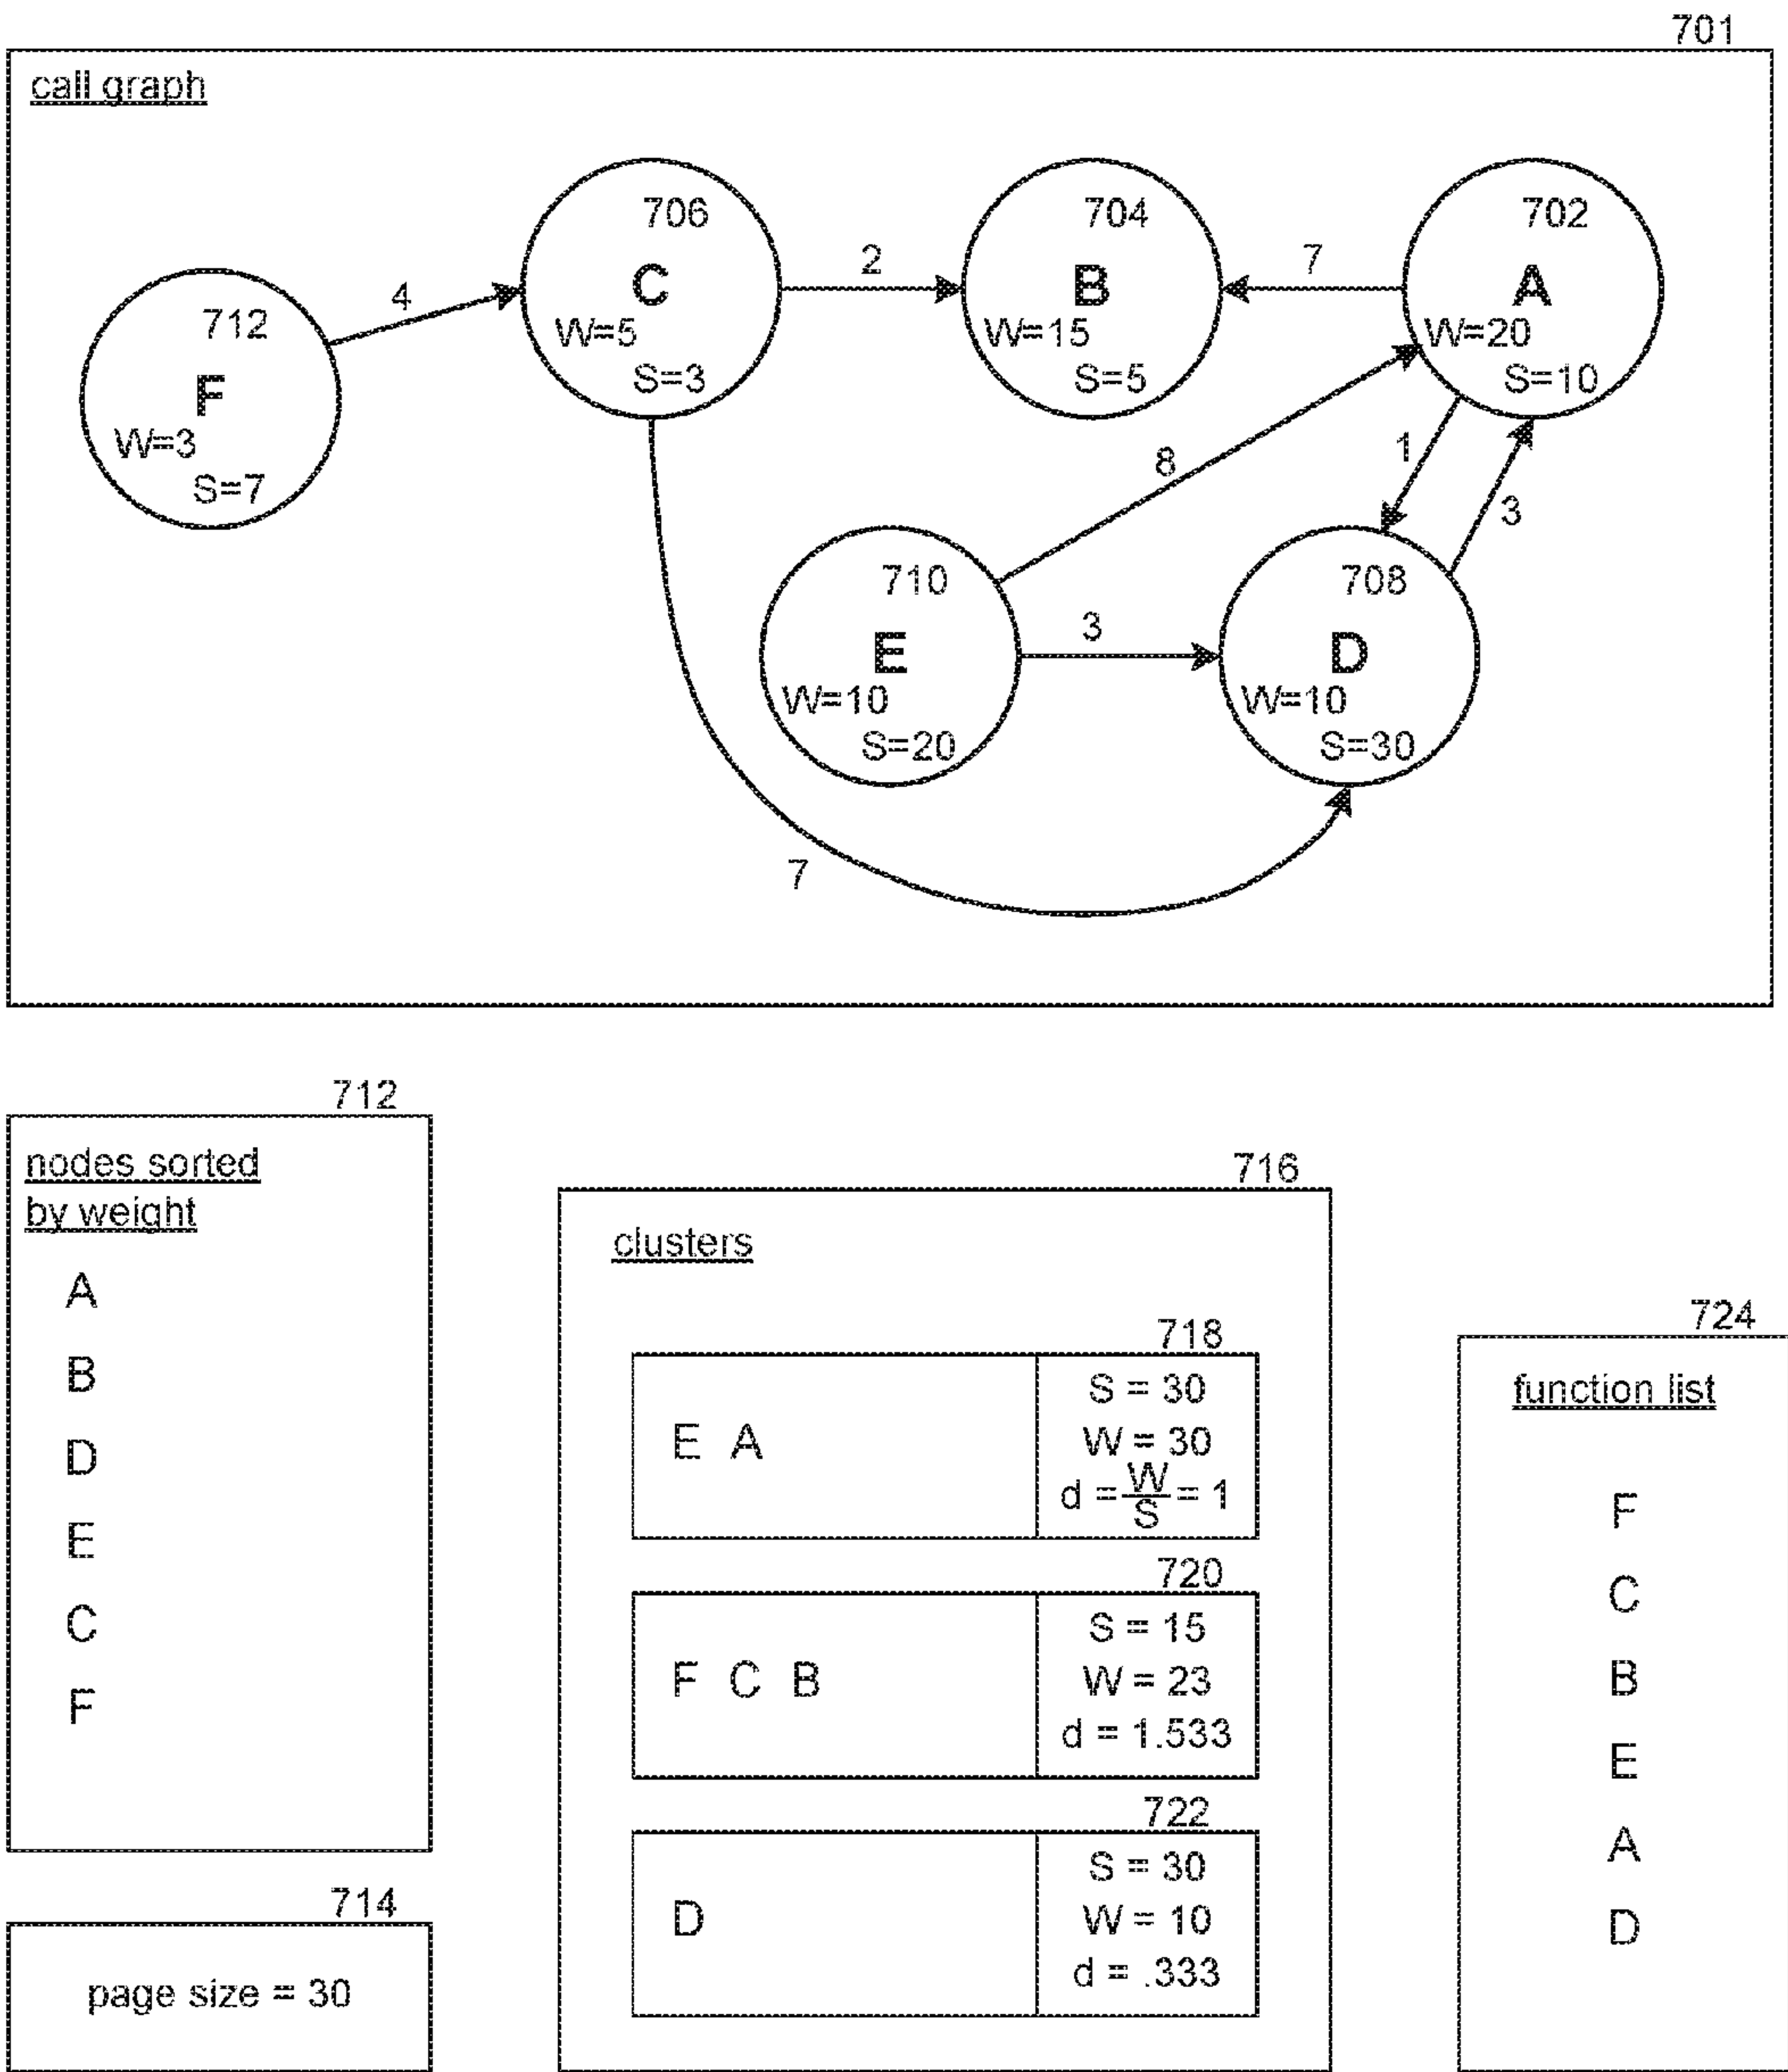 701
call graph
706
C
W=5
S=3
704
B
W=15
S=5
702
A
W=20
S=10
712
F
W=3
S=7
4
2
7
8
1
3
710
E
W=10
S=20
3
708
D
W=10
S=30
7
712
nodes sorted
by weight
A
B
D
E
C
F
714
page size = 30
716
clusters
718
E A
S = 30
W = 30
d = W/S = 1
720
F C B
S = 15
W = 23
d = 1.533
722
D
S = 30
W = 10
d = .333
724
function list
F
C
B
E
A
D